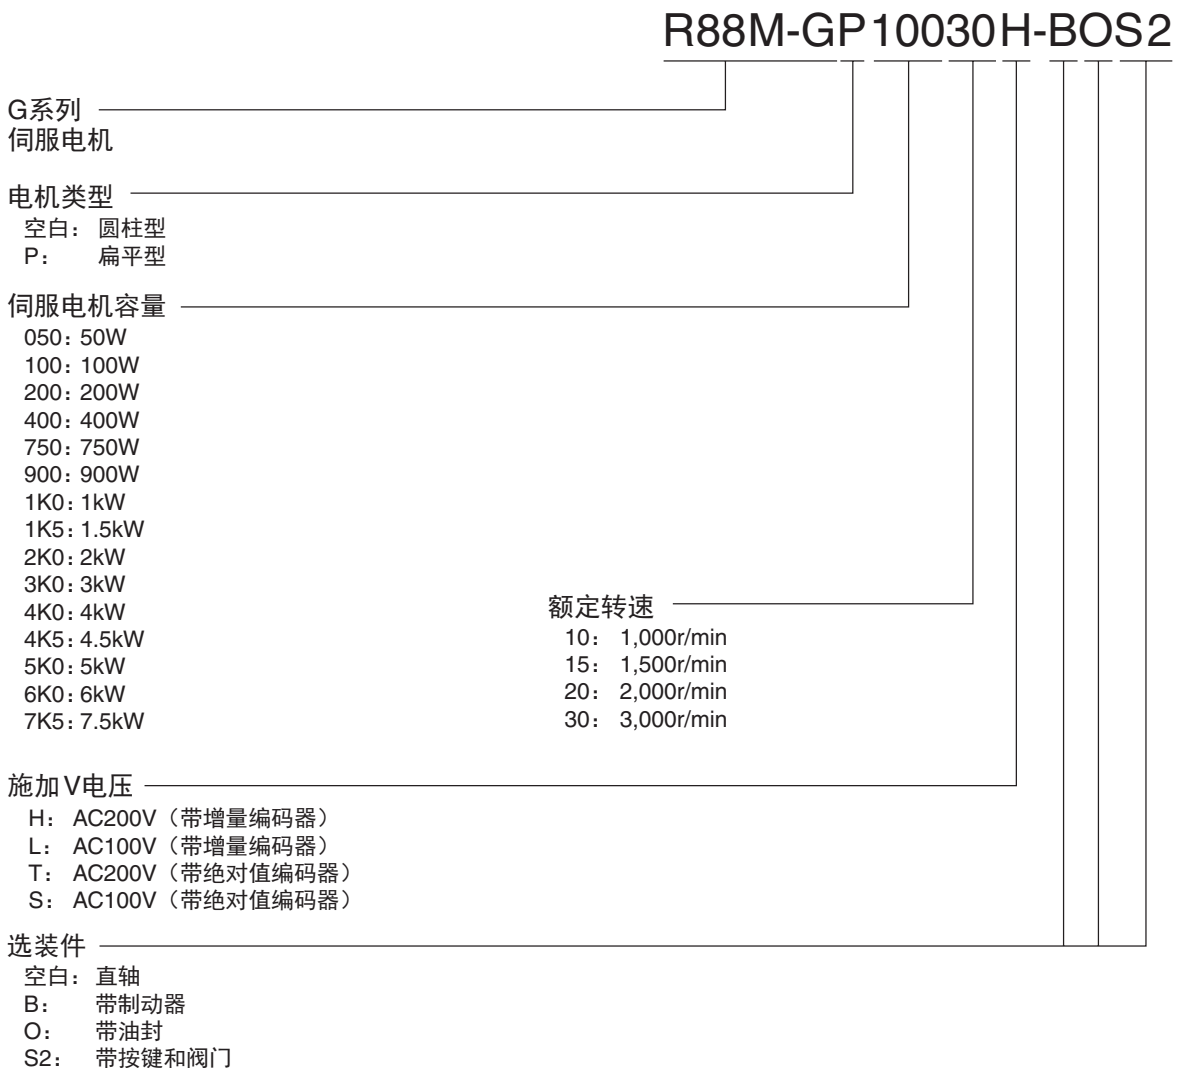 R88M-GP10030H-BOS2
G系列
伺服电机
电机类型
空白： 圆柱型
P： 扁平型
伺服电机容量
050：50W
100：100W
200：200W
400：400W
750：750W
900：900W
1K0：1kW
1K5：1.5kW
2K0：2kW
3K0：3kW
4K0：4kW
4K5：4.5kW
5K0：5kW
6K0：6kW
7K5：7.5kW
额定转速
10： 1,000r/min
15： 1,500r/min
20： 2,000r/min
30： 3,000r/min
施加V电压
H： AC200V（带增量编码器）
L： AC100V（带增量编码器）
T： AC200V（带绝对值编码器）
S： AC100V（带绝对值编码器）
选装件
空白：直轴
B： 带制动器
O： 带油封
S2： 带按键和阀门